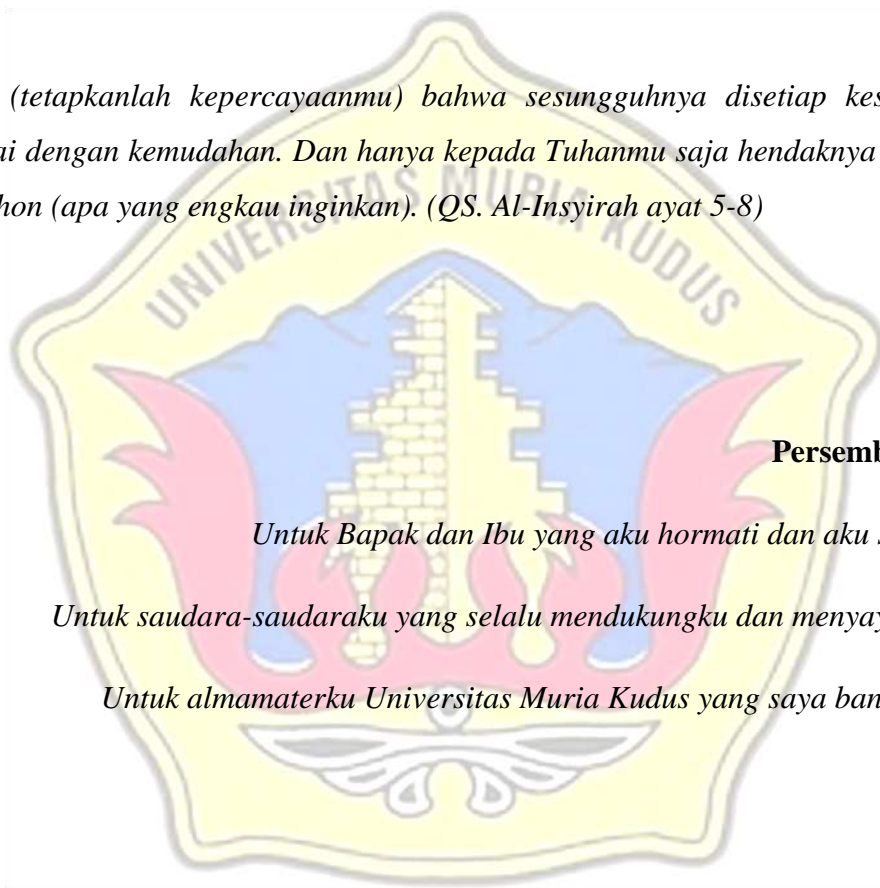 (tetapkanlah kepercayaanmu) bahwa sesungguhnya disetiap kes
ai dengan kemudahan. Dan hanya kepada Tuhanmu saja hendaknya
hon (apa yang engkau inginkan). (QS. Al-Insyirah ayat 5-8)
UNIVERSITAS MURIA KUDUS
Persemb
Untuk Bapak dan Ibu yang aku hormati dan aku s
Untuk saudara-saudaraku yang selalu mendukungku dan menyay
Untuk almamaterku Universitas Muria Kudus yang saya ban